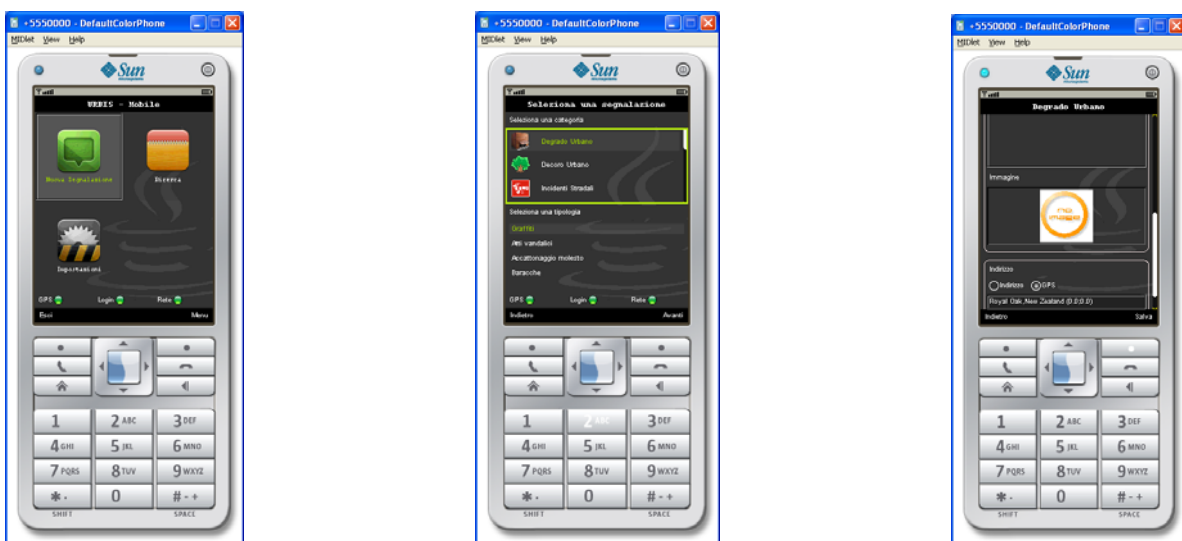 +5550000 - DefaultColorPhone
MIDlet View Help
Sun
microsystems
URBIS - Mobile
Nuova Segnalazione
Ricerca
Impostazioni
GPS Login Rete
Esci Menu
1 2 ABC 3 DEF
4 GHI 5 JKL 6 MNO
7 PQRS 8 TUV 9 WXYZ
* . 0 # - +
SHIFT SPACE
+5550000 - DefaultColorPhone
MIDlet View Help
Sun
microsystems
Seleziona una segnalazione
Seleziona una categoria
Degrado Urbano
Decoro Urbano
Incidenti Stradali
Seleziona una tipologia
Graffiti
Atti vandalici
Accattonaggio molesto
Baracche
GPS Login Rete
Indietro Avanti
1 2 ABC 3 DEF
4 GHI 5 JKL 6 MNO
7 PQRS 8 TUV 9 WXYZ
* . 0 # - +
SHIFT SPACE
+5550000 - DefaultColorPhone
MIDlet View Help
Sun
microsystems
Degrado Urbano
Immagine
Indirizzo
Indirizzo GPS
Royal Oak,New Zealand (0.0;0.0)
Indietro Salva
1 2 ABC 3 DEF
4 GHI 5 JKL 6 MNO
7 PQRS 8 TUV 9 WXYZ
* . 0 # - +
SHIFT SPACE